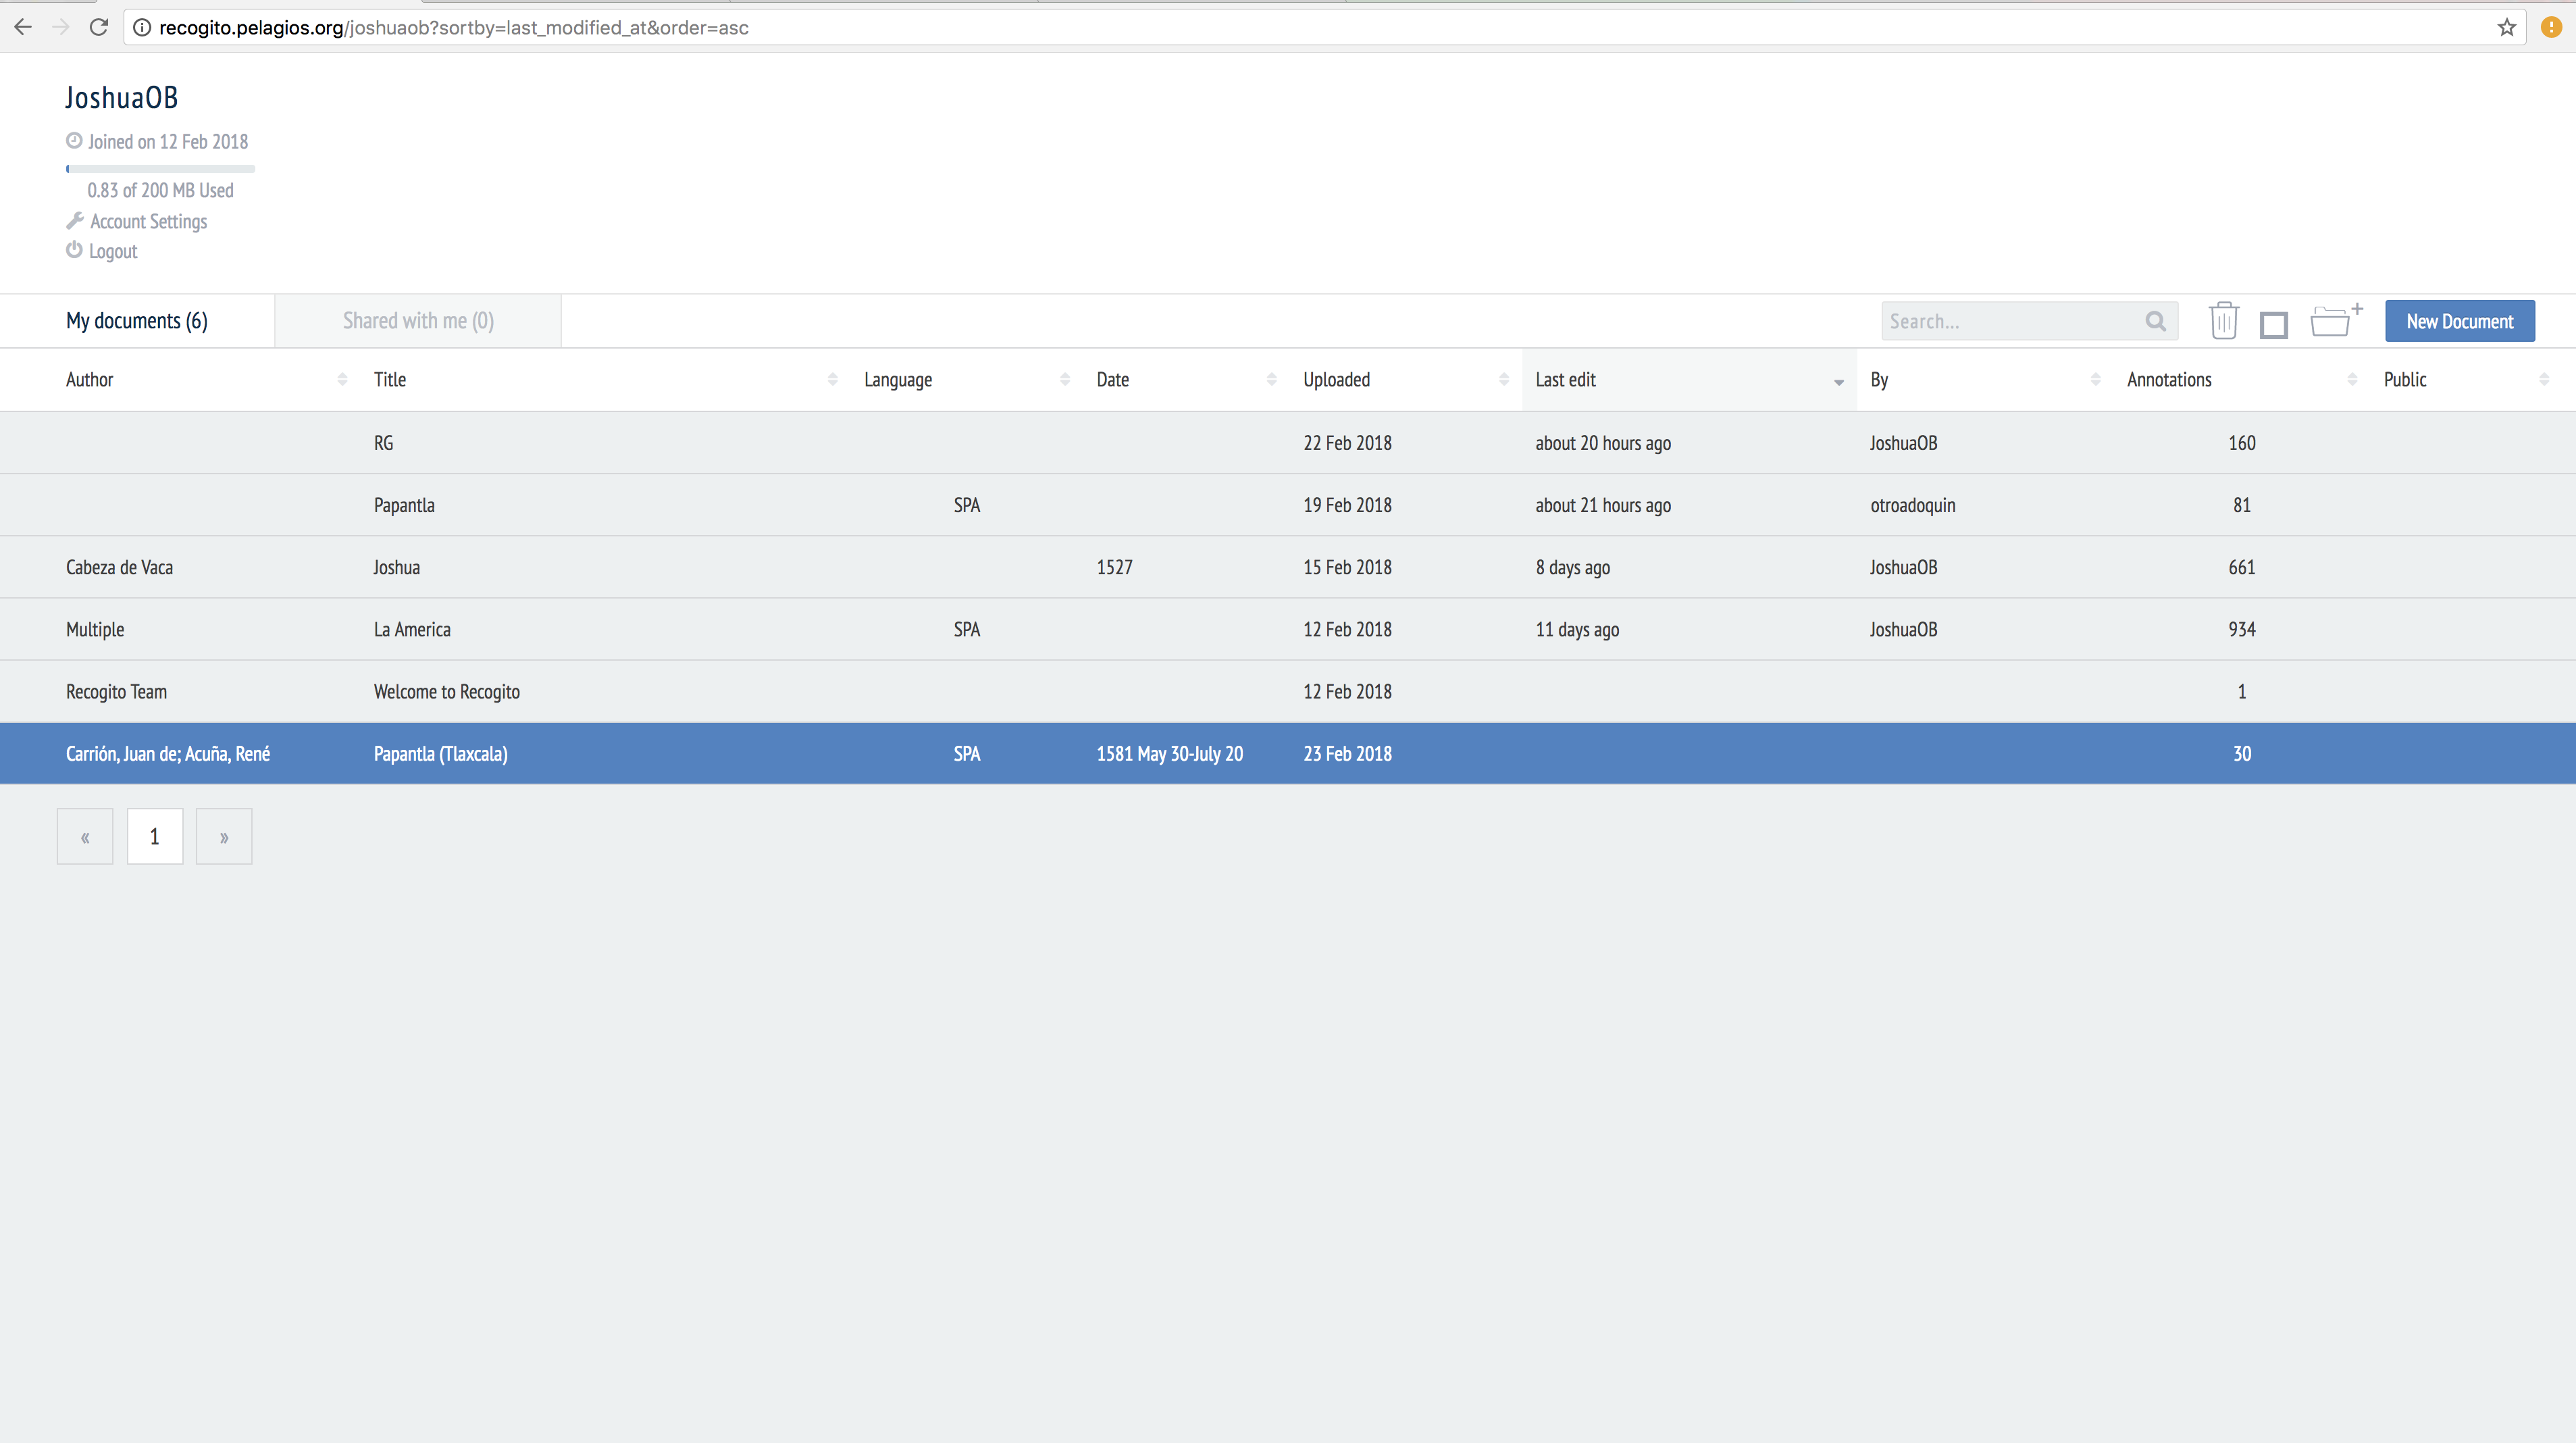 recogito.pelagios.org/joshuaob?sortby=last_modified_at&order=asc
JoshuaOB
Joined on 12 Feb 2018
0.83 of 200 MB Used
Account Settings
Logout
My documents (6) Shared with me (0) Search... New Document
Author Title Language Date Uploaded Last edit By Annotations Public
RG 22 Feb 2018 about 20 hours ago JoshuaOB 160
Papantla SPA 19 Feb 2018 about 21 hours ago otroadoquin 81
Cabeza de Vaca Joshua 1527 15 Feb 2018 8 days ago JoshuaOB 661
Multiple La America SPA 12 Feb 2018 11 days ago JoshuaOB 934
Recogito Team Welcome to Recogito 12 Feb 2018 1
Carrión, Juan de; Acuña, René Papantla (Tlaxcala) SPA 1581 May 30-July 20 23 Feb 2018 30
« 1 »